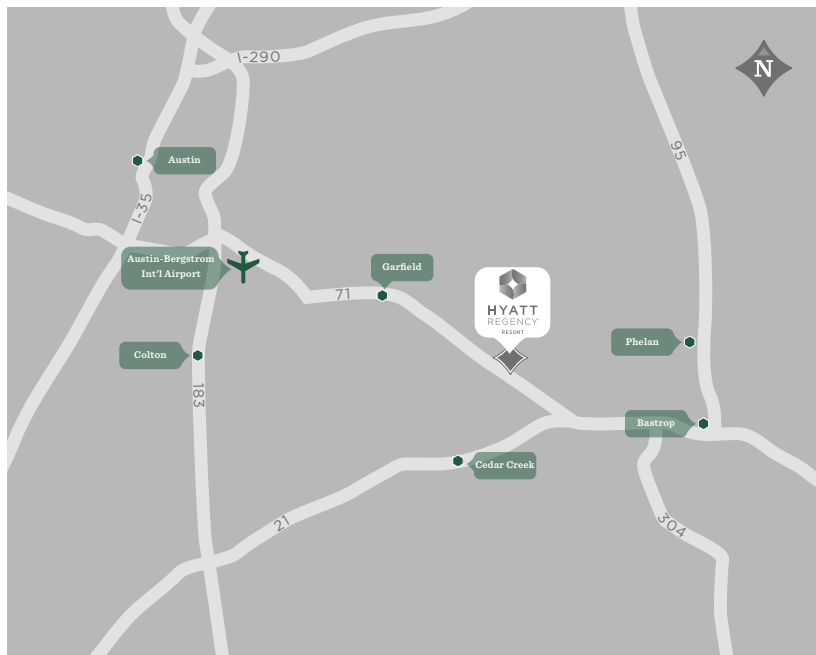 I-290
N
95
Austin
I-35
Austin-Bergstrom
Int'l Airport
Garfield
71
HYATT
REGENCY
RESORT
Phelan
Colton
183
Bastrop
Cedar Creek
21
304